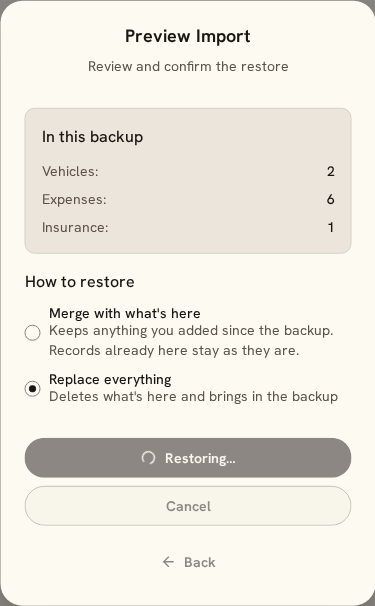 Preview Import
Review and confirm the restore
In this backup
Vehicles: 2
Expenses: 6
Insurance: 1
How to restore
Merge with what's here
Keeps anything you added since the backup.
Records already here stay as they are.
Replace everything
Deletes what's here and brings in the backup
Restoring...
Cancel
Back